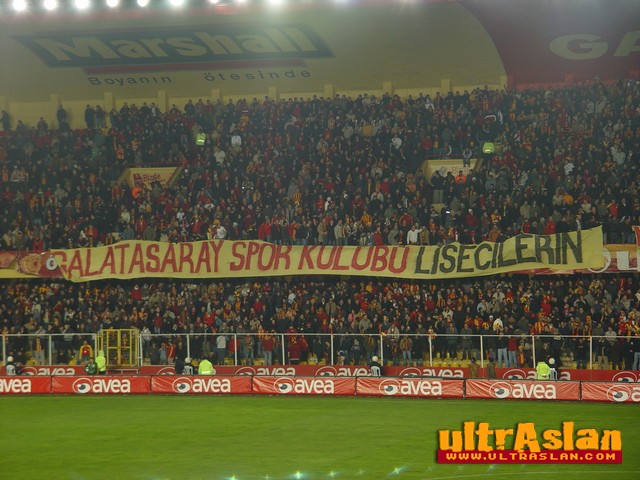 Marshall
Boyanın ötesinde
GA
GALATASARAY SPOR KULÜBÜ LİSECİLERİN
avea avea avea avea avea avea avea
ultrAslan
WWW.ULTRASLAN.COM